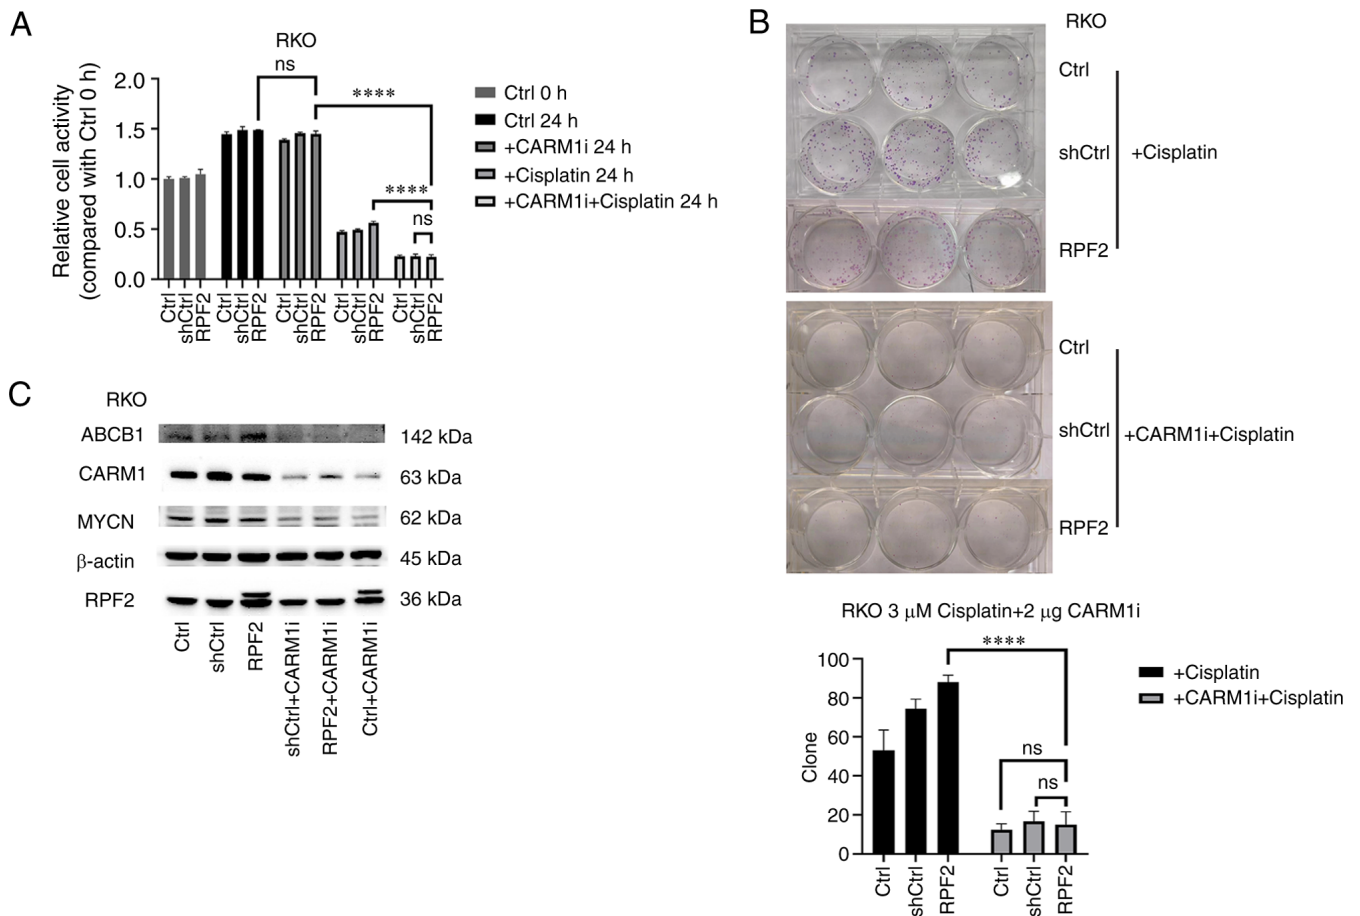 A
RKO
ns
****
****
ns
Relative cell activity
(compared with Ctrl 0 h)
2.0
1.5
1.0
0.5
0.0
Ctrl
shCtrl
RPF2
Ctrl
shCtrl
RPF2
Ctrl
shCtrl
RPF2
Ctrl
shCtrl
RPF2
Ctrl
shCtrl
RPF2
Ctrl 0 h
Ctrl 24 h
+CARM1i 24 h
+Cisplatin 24 h
+CARM1i+Cisplatin 24 h
B
RKO
Ctrl
shCtrl
RPF2
+Cisplatin
Ctrl
shCtrl
RPF2
+CARM1i+Cisplatin
RKO 3 μM Cisplatin+2 μg CARM1i
****
ns
ns
Clone
100
80
60
40
20
0
Ctrl
shCtrl
RPF2
Ctrl
shCtrl
RPF2
+Cisplatin
+CARM1i+Cisplatin
C
RKO
ABCB1 142 kDa
CARM1 63 kDa
MYCN 62 kDa
β-actin 45 kDa
RPF2 36 kDa
Ctrl
shCtrl
RPF2
shCtrl+CARM1i
RPF2+CARM1i
Ctrl+CARM1i